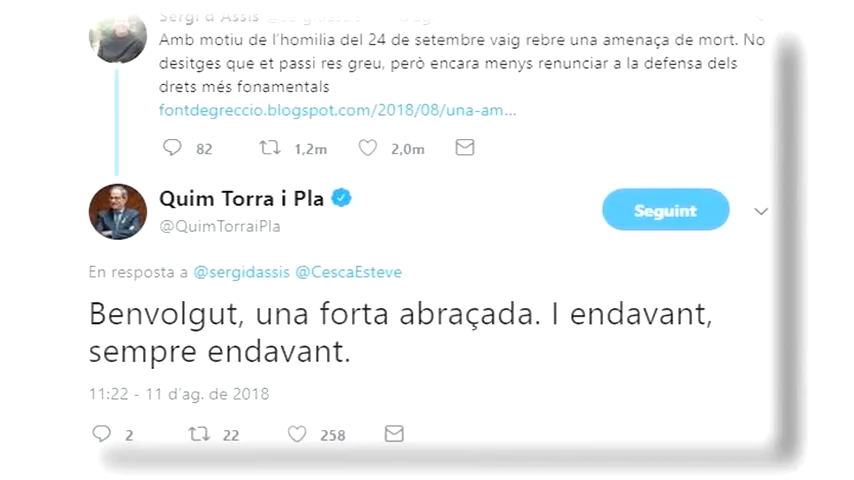 Sergi d'Assis @sergidassis
Amb motiu de l'homilia del 24 de setembre vaig rebre una amenaça de mort. No
desitges que et passi res greu, però encara menys renunciar a la defensa dels
drets més fonamentals
fontdegreccio.blogspot.com/2018/08/una-am...
82 1,2m 2,0m
Quim Torra i Pla
@QuimTorraiPla
Seguint
En resposta a @sergidassis @CescaEsteve
Benvolgut, una forta abraçada. I endavant,
sempre endavant.
11:22 - 11 d'ag. de 2018
2 22 258